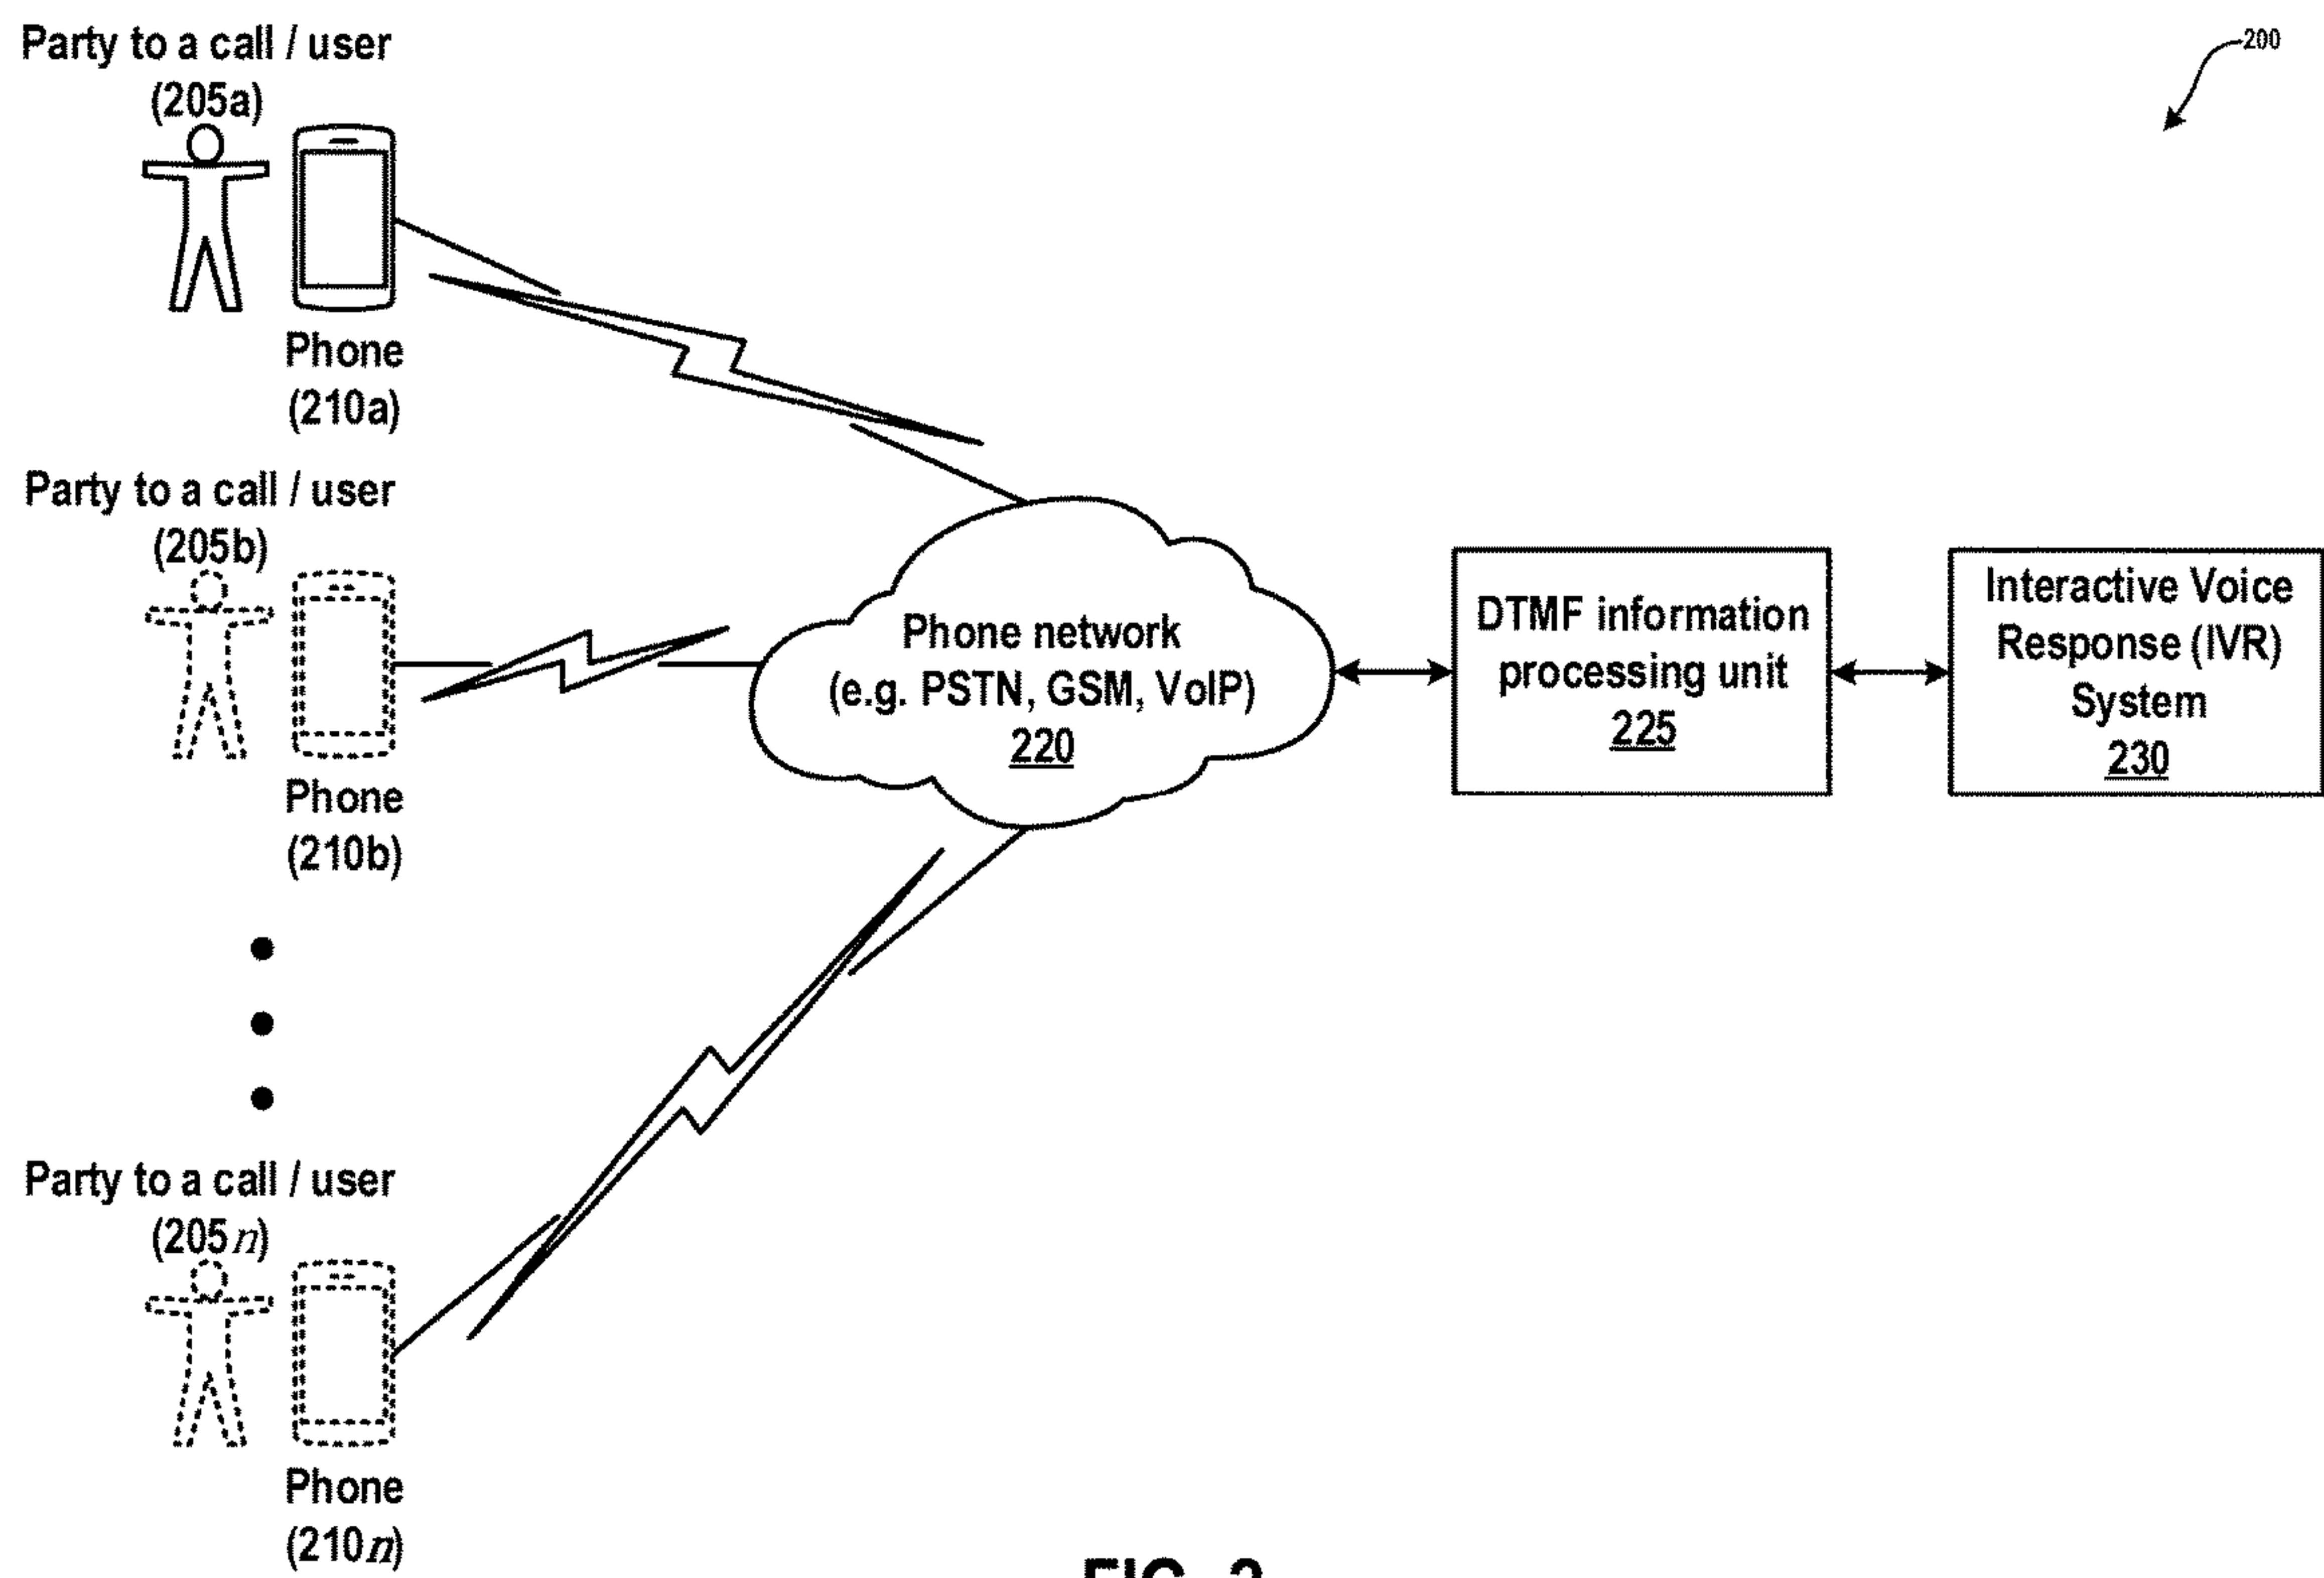 200
Party to a call / user
(205a)
Phone
(210a)
Party to a call / user
(205b)
Phone
(210b)
Phone network
(e.g. PSTN, GSM, VoIP)
220
DTMF information
processing unit
225
Interactive Voice
Response (IVR)
System
230
Party to a call / user
(205n)
Phone
(210n)
FIG. 2